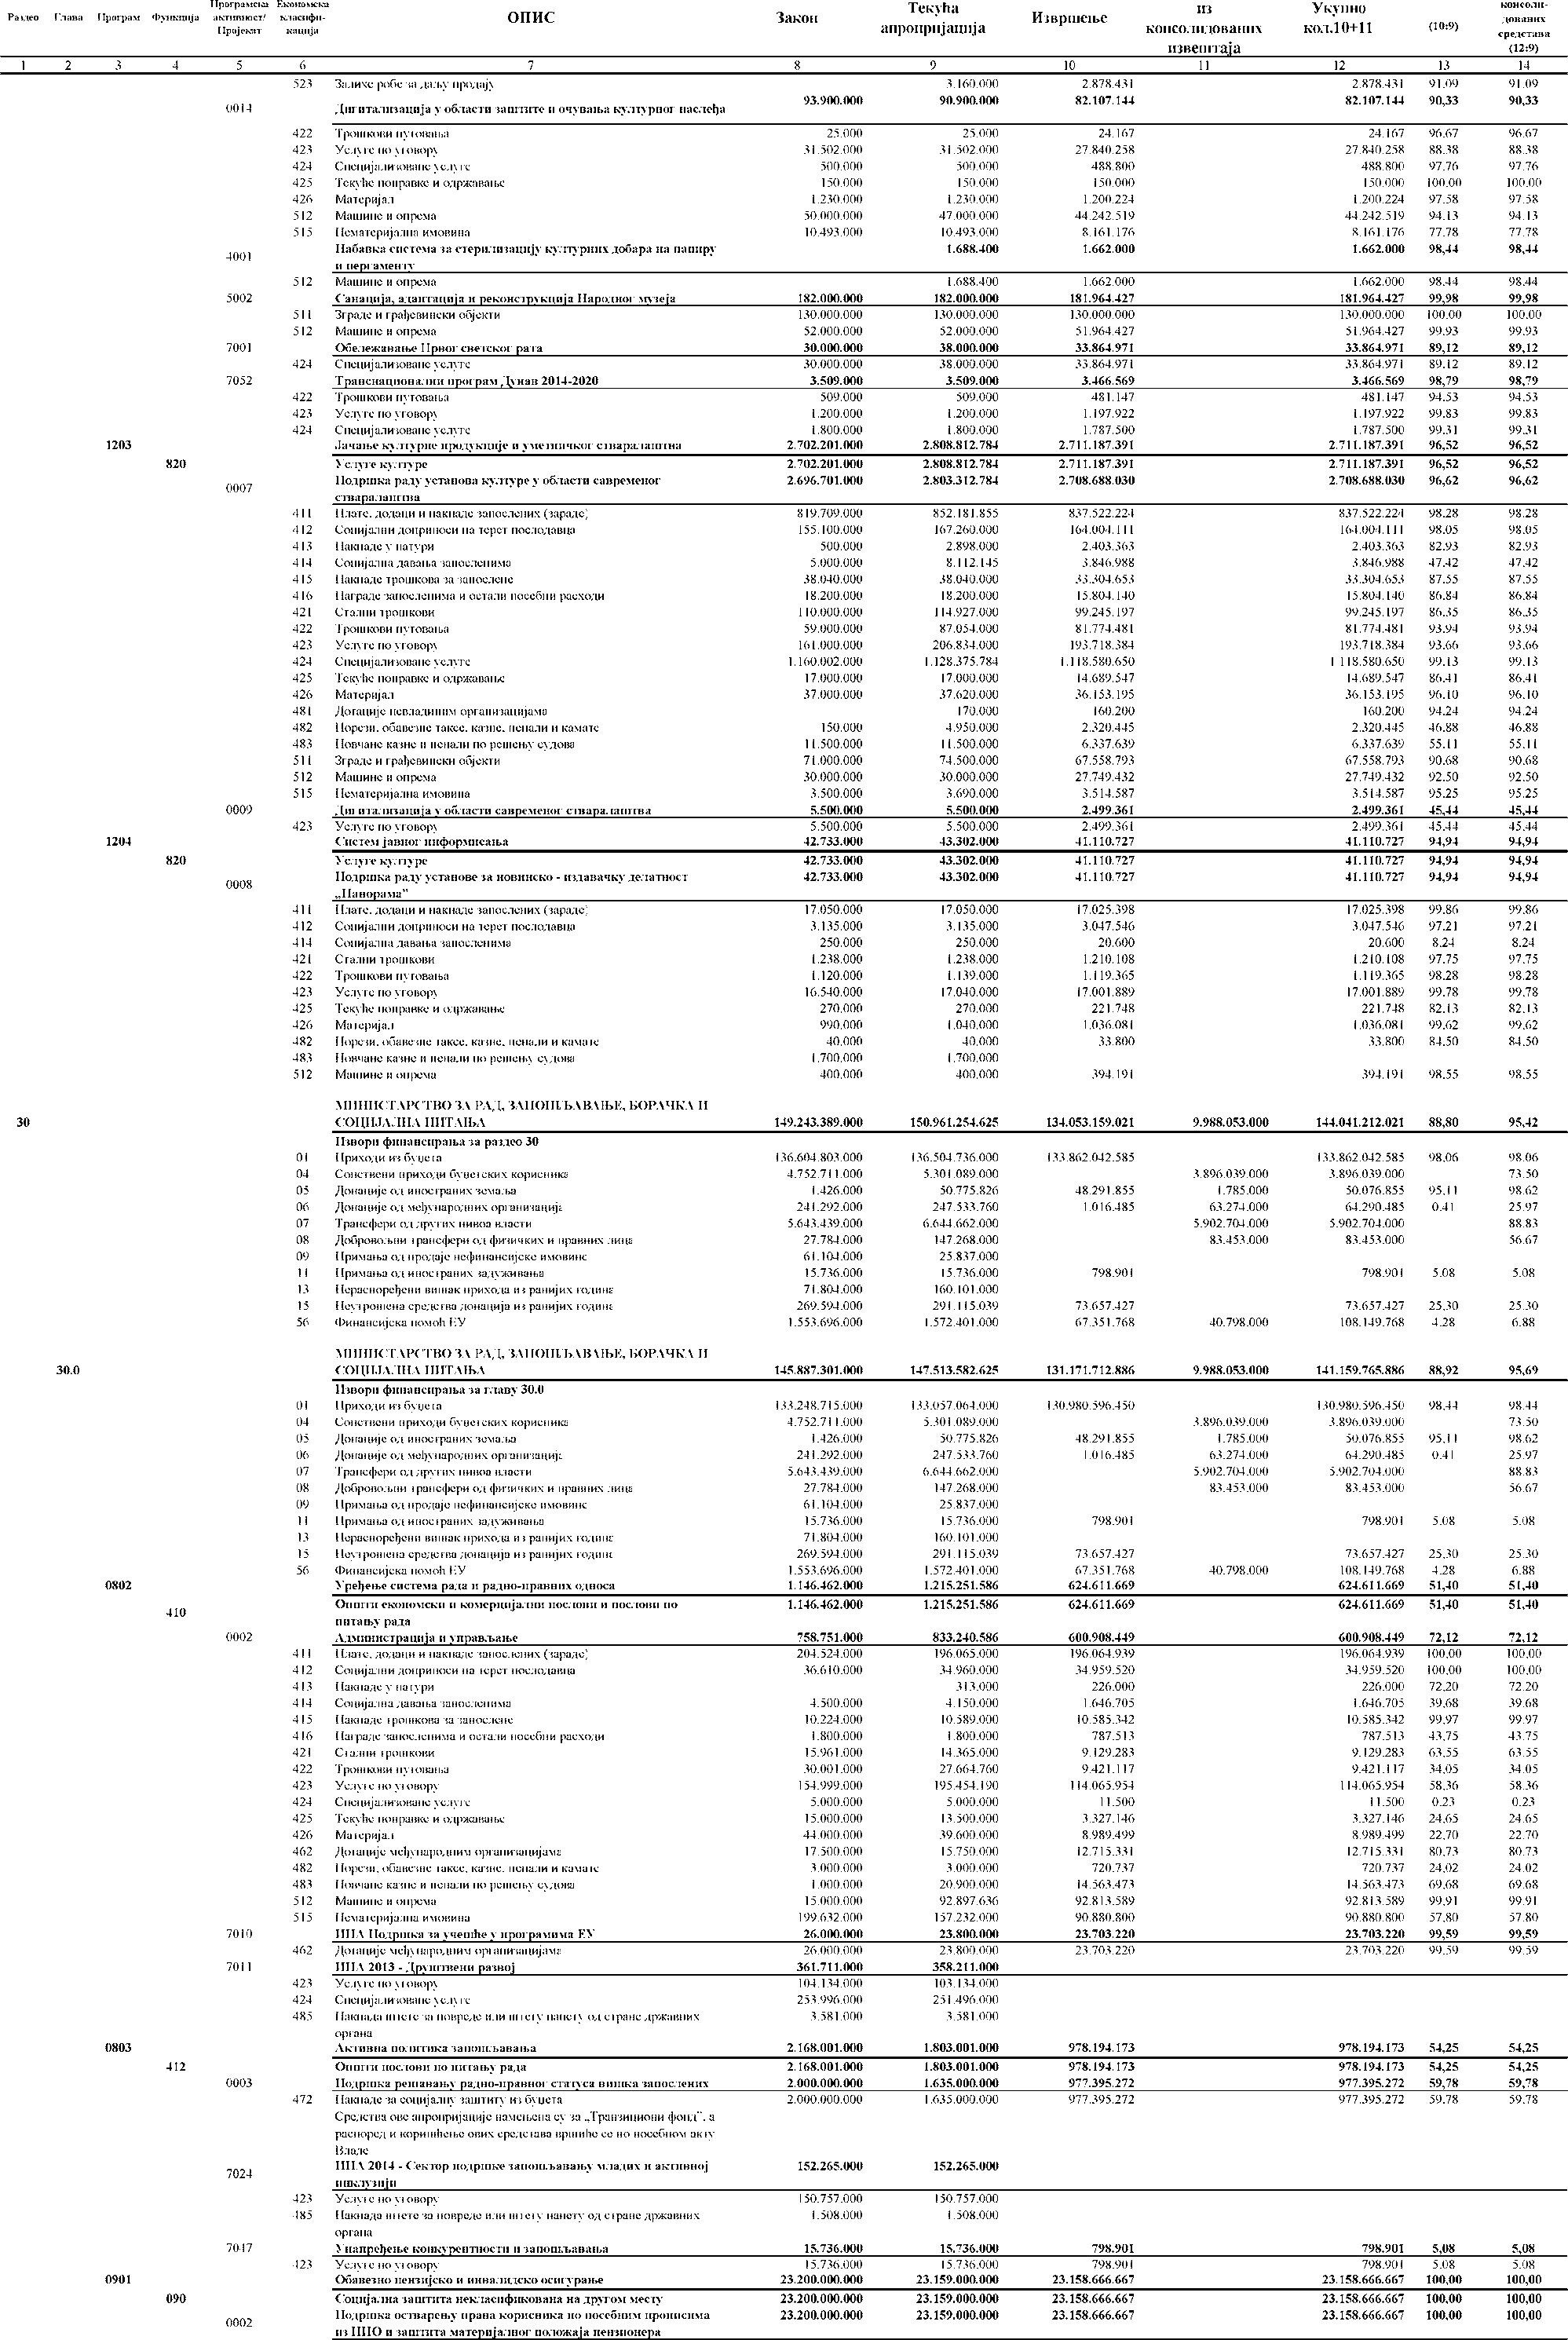 Раздео Глава Програм Функција Програмска активност/ Пројекат Економска класифи- кација ОПИС Закон Текућа апропријација Извршење из консолидованих извештаја Укупно кол.10+11 (10:9) консоли- дованих средстава (12:9)
1 2 3 4 5 6 7 8 9 10 11 12 13 14
523 Залихе робе за даљу продају 3.160.000 2.878.431 2.878.431 91,09 91,09
0014 Дигитализација у области заштите и очувања културног наслеђа 93.900.000 90.900.000 82.107.144 82.107.144 90,33 90,33
422 Трошкови путовања 25.000 25.000 24.167 24.167 96,67 96,67
423 Услуге по уговору 31.502.000 31.502.000 27.840.258 27.840.258 88,38 88,38
424 Специјализоване услуге 500.000 500.000 488.800 488.800 97,76 97,76
425 Текуће поправке и одржавање 150.000 150.000 150.000 150.000 100,00 100,00
426 Материјал 1.230.000 1.230.000 1.200.224 1.200.224 97,58 97,58
512 Машине и опрема 50.000.000 47.000.000 44.242.519 44.242.519 94,13 94,13
515 Нематеријална имовина 10.493.000 10.493.000 8.161.176 8.161.176 77,78 77,78
4001 Набавка система за стерилизацију културних добара на папиру 1.688.400 1.662.000 1.662.000 98,44 98,44
и пергаменту
512 Машине и опрема 1.688.400 1.662.000 1.662.000 98,44 98,44
5002 Санација, адаптација и реконструкција Народног музеја 182.000.000 182.000.000 181.964.427 181.964.427 99,98 99,98
511 Зграде и грађевински објекти 130.000.000 130.000.000 130.000.000 130.000.000 100,00 100,00
512 Машине и опрема 52.000.000 52.000.000 51.964.427 51.964.427 99,93 99,93
7001 Обележавање Првог светског рата 30.000.000 38.000.000 33.864.971 33.864.971 89,12 89,12
424 Специјализоване услуге 30.000.000 38.000.000 33.864.971 33.864.971 89,12 89,12
7052 Транснационални програм Дунав 2014-2020 3.509.000 3.509.000 3.466.569 3.466.569 98,79 98,79
422 Трошкови путовања 509.000 509.000 481.147 481.147 94,53 94,53
423 Услуге по уговору 1.200.000 1.200.000 1.197.922 1.197.922 99,83 99,83
424 Специјализоване услуге 1.800.000 1.800.000 1.787.500 1.787.500 99,31 99,31
1203 Јачање културне продукције и уметничког стваралаштва 2.702.201.000 2.808.812.784 2.711.187.391 2.711.187.391 96,52 96,52
820 Услуге културе 2.702.201.000 2.808.812.784 2.711.187.391 2.711.187.391 96,52 96,52
0007 Подршка раду установа културе у области савременог 2.696.701.000 2.803.312.784 2.708.688.030 2.708.688.030 96,62 96,62
стваралаштва
411 Плате, додаци и накнаде запослених (зараде) 819.709.000 852.181.855 837.522.224 837.522.224 98,28 98,28
412 Социјални доприноси на терет послодавца 155.100.000 167.260.000 164.004.111 164.004.111 98,05 98,05
413 Накнаде у натури 500.000 2.898.000 2.403.363 2.403.363 82,93 82,93
414 Социјална давања запосленима 5.000.000 8.112.145 3.846.988 3.846.988 47,42 47,42
415 Накнаде трошкова за запослене 38.040.000 38.040.000 33.304.653 33.304.653 87,55 87,55
416 Награде запосленима и остали посебни расходи 18.200.000 18.200.000 15.804.140 15.804.140 86,84 86,84
421 Стални трошкови 110.000.000 114.927.000 99.245.197 99.245.197 86,35 86,35
422 Трошкови путовања 59.000.000 87.054.000 81.774.481 81.774.481 93,94 93,94
423 Услуге по уговору 161.000.000 206.834.000 193.718.384 193.718.384 93,66 93,66
424 Специјализоване услуге 1.160.002.000 1.128.375.784 1.118.580.650 1.118.580.650 99,13 99,13
425 Текуће поправке и одржавање 17.000.000 17.000.000 14.689.547 14.689.547 86,41 86,41
426 Материјал 37.000.000 37.620.000 36.153.195 36.153.195 96,10 96,10
481 Дотације невладиним организацијама 170.000 160.200 160.200 94,24 94,24
482 Порези, обавезне таксе, казне, пенали и камате 150.000 4.950.000 2.320.445 2.320.445 46,88 46,88
483 Новчане казне и пенали по решењу судова 11.500.000 11.500.000 6.337.639 6.337.639 55,11 55,11
511 Зграде и грађевински објекти 71.000.000 74.500.000 67.558.793 67.558.793 90,68 90,68
512 Машине и опрема 30.000.000 30.000.000 27.749.432 27.749.432 92,50 92,50
515 Нематеријална имовина 3.500.000 3.690.000 3.514.587 3.514.587 95,25 95,25
0009 Дигитализација у области савременог стваралаштва 5.500.000 5.500.000 2.499.361 2.499.361 45,44 45,44
423 Услуге по уговору 5.500.000 5.500.000 2.499.361 2.499.361 45,44 45,44
1204 Систем јавног информисања 42.733.000 43.302.000 41.110.727 41.110.727 94,94 94,94
820 Услуге културе 42.733.000 43.302.000 41.110.727 41.110.727 94,94 94,94
0008 Подршка раду установе за новинско - издавачку делатност 42.733.000 43.302.000 41.110.727 41.110.727 94,94 94,94
„Панорама”
411 Плате, додаци и накнаде запослених (зараде) 17.050.000 17.050.000 17.025.398 17.025.398 99,86 99,86
412 Социјални доприноси на терет послодавца 3.135.000 3.135.000 3.047.546 3.047.546 97,21 97,21
414 Социјална давања запосленима 250.000 250.000 20.600 20.600 8,24 8,24
421 Стални трошкови 1.238.000 1.238.000 1.210.108 1.210.108 97,75 97,75
422 Трошкови путовања 1.120.000 1.139.000 1.119.365 1.119.365 98,28 98,28
423 Услуге по уговору 16.540.000 17.040.000 17.001.889 17.001.889 99,78 99,78
425 Текуће поправке и одржавање 270.000 270.000 221.748 221.748 82,13 82,13
426 Материјал 990.000 1.040.000 1.036.081 1.036.081 99,62 99,62
482 Порези, обавезне таксе, казне, пенали и камате 40.000 40.000 33.800 33.800 84,50 84,50
483 Новчане казне и пенали по решењу судова 1.700.000 1.700.000
512 Машине и опрема 400.000 400.000 394.191 394.191 98,55 98,55
МИНИСТАРСТВО ЗА РАД, ЗАПОШЉАВАЊЕ, БОРАЧКА И
30 СОЦИЈАЛНА ПИТАЊА 149.243.389.000 150.961.254.625 134.053.159.021 9.988.053.000 144.041.212.021 88,80 95,42
Извори финансирања за раздео 30
01 Приходи из буџета 136.604.803.000 136.504.736.000 133.862.042.585 133.862.042.585 98,06 98,06
04 Сопствени приходи буџетских корисника 4.752.711.000 5.301.089.000 3.896.039.000 3.896.039.000 73,50
05 Донације од иностраних земаља 1.426.000 50.775.826 48.291.855 1.785.000 50.076.855 95,11 98,62
06 Донације од међународних организација 241.292.000 247.533.760 1.016.485 63.274.000 64.290.485 0,41 25,97
07 Трансфери од других нивоа власти 5.643.439.000 6.644.662.000 5.902.704.000 5.902.704.000 88,83
08 Добровољни трансфери од физичких и правних лица 27.784.000 147.268.000 83.453.000 83.453.000 56,67
09 Примања од продаје нефинансијске имовине 61.104.000 25.837.000
11 Примања од иностраних задуживања 15.736.000 15.736.000 798.901 798.901 5,08 5,08
13 Нераспоређени вишак прихода из ранијих година 71.804.000 160.101.000
15 Неутрошена средства донација из ранијих година 269.594.000 291.115.039 73.657.427 73.657.427 25,30 25,30
56 Финансијска помоћ ЕУ 1.553.696.000 1.572.401.000 67.351.768 40.798.000 108.149.768 4,28 6,88
МИНИСТАРСТВО ЗА РАД, ЗАПОШЉАВАЊЕ, БОРАЧКА И
30.0 СОЦИЈАЛНА ПИТАЊА 145.887.301.000 147.513.582.625 131.171.712.886 9.988.053.000 141.159.765.886 88,92 95,69
Извори финансирања за главу 30.0
01 Приходи из буџета 133.248.715.000 133.057.064.000 130.980.596.450 130.980.596.450 98,44 98,44
04 Сопствени приходи буџетских корисника 4.752.711.000 5.301.089.000 3.896.039.000 3.896.039.000 73,50
05 Донације од иностраних земаља 1.426.000 50.775.826 48.291.855 1.785.000 50.076.855 95,11 98,62
06 Донације од међународних организација 241.292.000 247.533.760 1.016.485 63.274.000 64.290.485 0,41 25,97
07 Трансфери од других нивоа власти 5.643.439.000 6.644.662.000 5.902.704.000 5.902.704.000 88,83
08 Добровољни трансфери од физичких и правних лица 27.784.000 147.268.000 83.453.000 83.453.000 56,67
09 Примања од продаје нефинансијске имовине 61.104.000 25.837.000
11 Примања од иностраних задуживања 15.736.000 15.736.000 798.901 798.901 5,08 5,08
13 Нераспоређени вишак прихода из ранијих година 71.804.000 160.101.000
15 Неутрошена средства донација из ранијих година 269.594.000 291.115.039 73.657.427 73.657.427 25,30 25,30
56 Финансијска помоћ ЕУ 1.553.696.000 1.572.401.000 67.351.768 40.798.000 108.149.768 4,28 6,88
0802 Уређење система рада и радно-правних односа 1.146.462.000 1.215.251.586 624.611.669 624.611.669 51,40 51,40
410 Општи економски и комерцијални послови и послови по 1.146.462.000 1.215.251.586 624.611.669 624.611.669 51,40 51,40
питању рада
0002 Администрација и управљање 758.751.000 833.240.586 600.908.449 600.908.449 72,12 72,12
411 Плате, додаци и накнаде запослених (зараде) 204.524.000 196.065.000 196.064.939 196.064.939 100,00 100,00
412 Социјални доприноси на терет послодавца 36.610.000 34.960.000 34.959.520 34.959.520 100,00 100,00
413 Накнаде у натури 313.000 226.000 226.000 72,20 72,20
414 Социјална давања запосленима 4.500.000 4.150.000 1.646.705 1.646.705 39,68 39,68
415 Накнаде трошкова за запослене 10.224.000 10.589.000 10.585.342 10.585.342 99,97 99,97
416 Награде запосленима и остали посебни расходи 1.800.000 1.800.000 787.513 787.513 43,75 43,75
421 Стални трошкови 15.961.000 14.365.000 9.129.283 9.129.283 63,55 63,55
422 Трошкови путовања 30.001.000 27.664.760 9.421.117 9.421.117 34,05 34,05
423 Услуге по уговору 154.999.000 195.454.190 114.065.954 114.065.954 58,36 58,36
424 Специјализоване услуге 5.000.000 5.000.000 11.500 11.500 0,23 0,23
425 Текуће поправке и одржавање 15.000.000 13.500.000 3.327.146 3.327.146 24,65 24,65
426 Материјал 44.000.000 39.600.000 8.989.499 8.989.499 22,70 22,70
462 Дотације међународним организацијама 17.500.000 15.750.000 12.715.331 12.715.331 80,73 80,73
482 Порези, обавезне таксе, казне, пенали и камате 3.000.000 3.000.000 720.737 720.737 24,02 24,02
483 Новчане казне и пенали по решењу судова 1.000.000 20.900.000 14.563.473 14.563.473 69,68 69,68
512 Машине и опрема 15.000.000 92.897.636 92.813.589 92.813.589 99,91 99,91
515 Нематеријална имовина 199.632.000 157.232.000 90.880.800 90.880.800 57,80 57,80
7010 ИПА Подршка за учешће у програмима ЕУ 26.000.000 23.800.000 23.703.220 23.703.220 99,59 99,59
462 Дотације међународним организацијама 26.000.000 23.800.000 23.703.220 23.703.220 99,59 99,59
7011 ИПА 2013 - Друштвени развој 361.711.000 358.211.000
423 Услуге по уговору 104.134.000 103.134.000
424 Специјализоване услуге 253.996.000 251.496.000
485 Накнада штете за повреде или штету нанету од стране државних 3.581.000 3.581.000
органа
0803 Активна политика запошљавања 2.168.001.000 1.803.001.000 978.194.173 978.194.173 54,25 54,25
412 Општи послови по питању рада 2.168.001.000 1.803.001.000 978.194.173 978.194.173 54,25 54,25
0003 Подршка решавању радно-правног статуса вишка запослених 2.000.000.000 1.635.000.000 977.395.272 977.395.272 59,78 59,78
472 Накнаде за социјалну заштиту из буџета 2.000.000.000 1.635.000.000 977.395.272 977.395.272 59,78 59,78
Средства ове апропријације намењена су за „Транзициони фонд”, а
распоред и коришћење ових средстава вршиће се по посебном акту
Владе
7024 ИПА 2014 - Сектор подршке запошљавању младих и активној 152.265.000 152.265.000
инклузији
423 Услуге по уговору 150.757.000 150.757.000
485 Накнада штете за повреде или штету нанету од стране државних 1.508.000 1.508.000
органа
7047 Унапређење конкурентности и запошљавања 15.736.000 15.736.000 798.901 798.901 5,08 5,08
423 Услуге по уговору 15.736.000 15.736.000 798.901 798.901 5,08 5,08
0901 Обавезно пензијско и инвалидско осигурање 23.200.000.000 23.159.000.000 23.158.666.667 23.158.666.667 100,00 100,00
090 Социјална заштита некласификована на другом месту 23.200.000.000 23.159.000.000 23.158.666.667 23.158.666.667 100,00 100,00
0002 Подршка остварењу права корисника по посебним прописима 23.200.000.000 23.159.000.000 23.158.666.667 23.158.666.667 100,00 100,00
из ПИО и заштита материјалног положаја пензионера